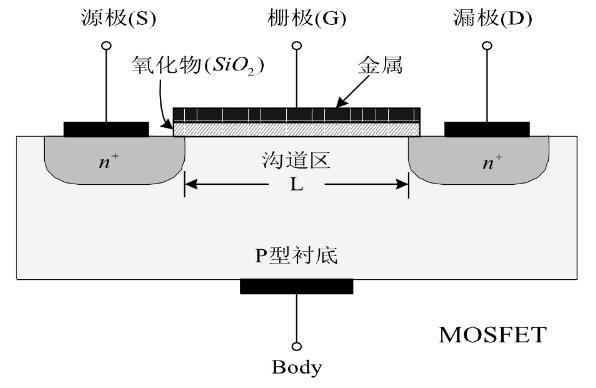 源极(S) 栅极(G) 漏极(D)
氧化物(SiO₂) 金属
n⁺ 沟道区 n⁺
L
P型衬底
MOSFET
Body